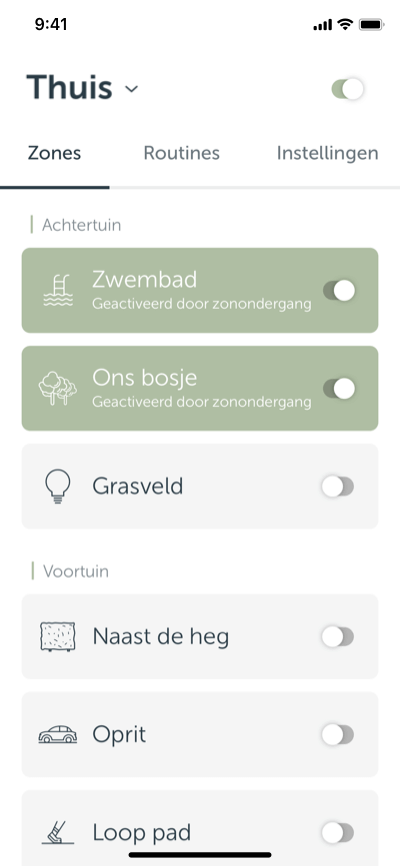 9:41
Thuis
Zones Routines Instellingen
Achtertuin
Zwembad
Geactiveerd door zonondergang
Ons bosje
Geactiveerd door zonondergang
Grasveld
Voortuin
Naast de heg
Oprit
Loop pad